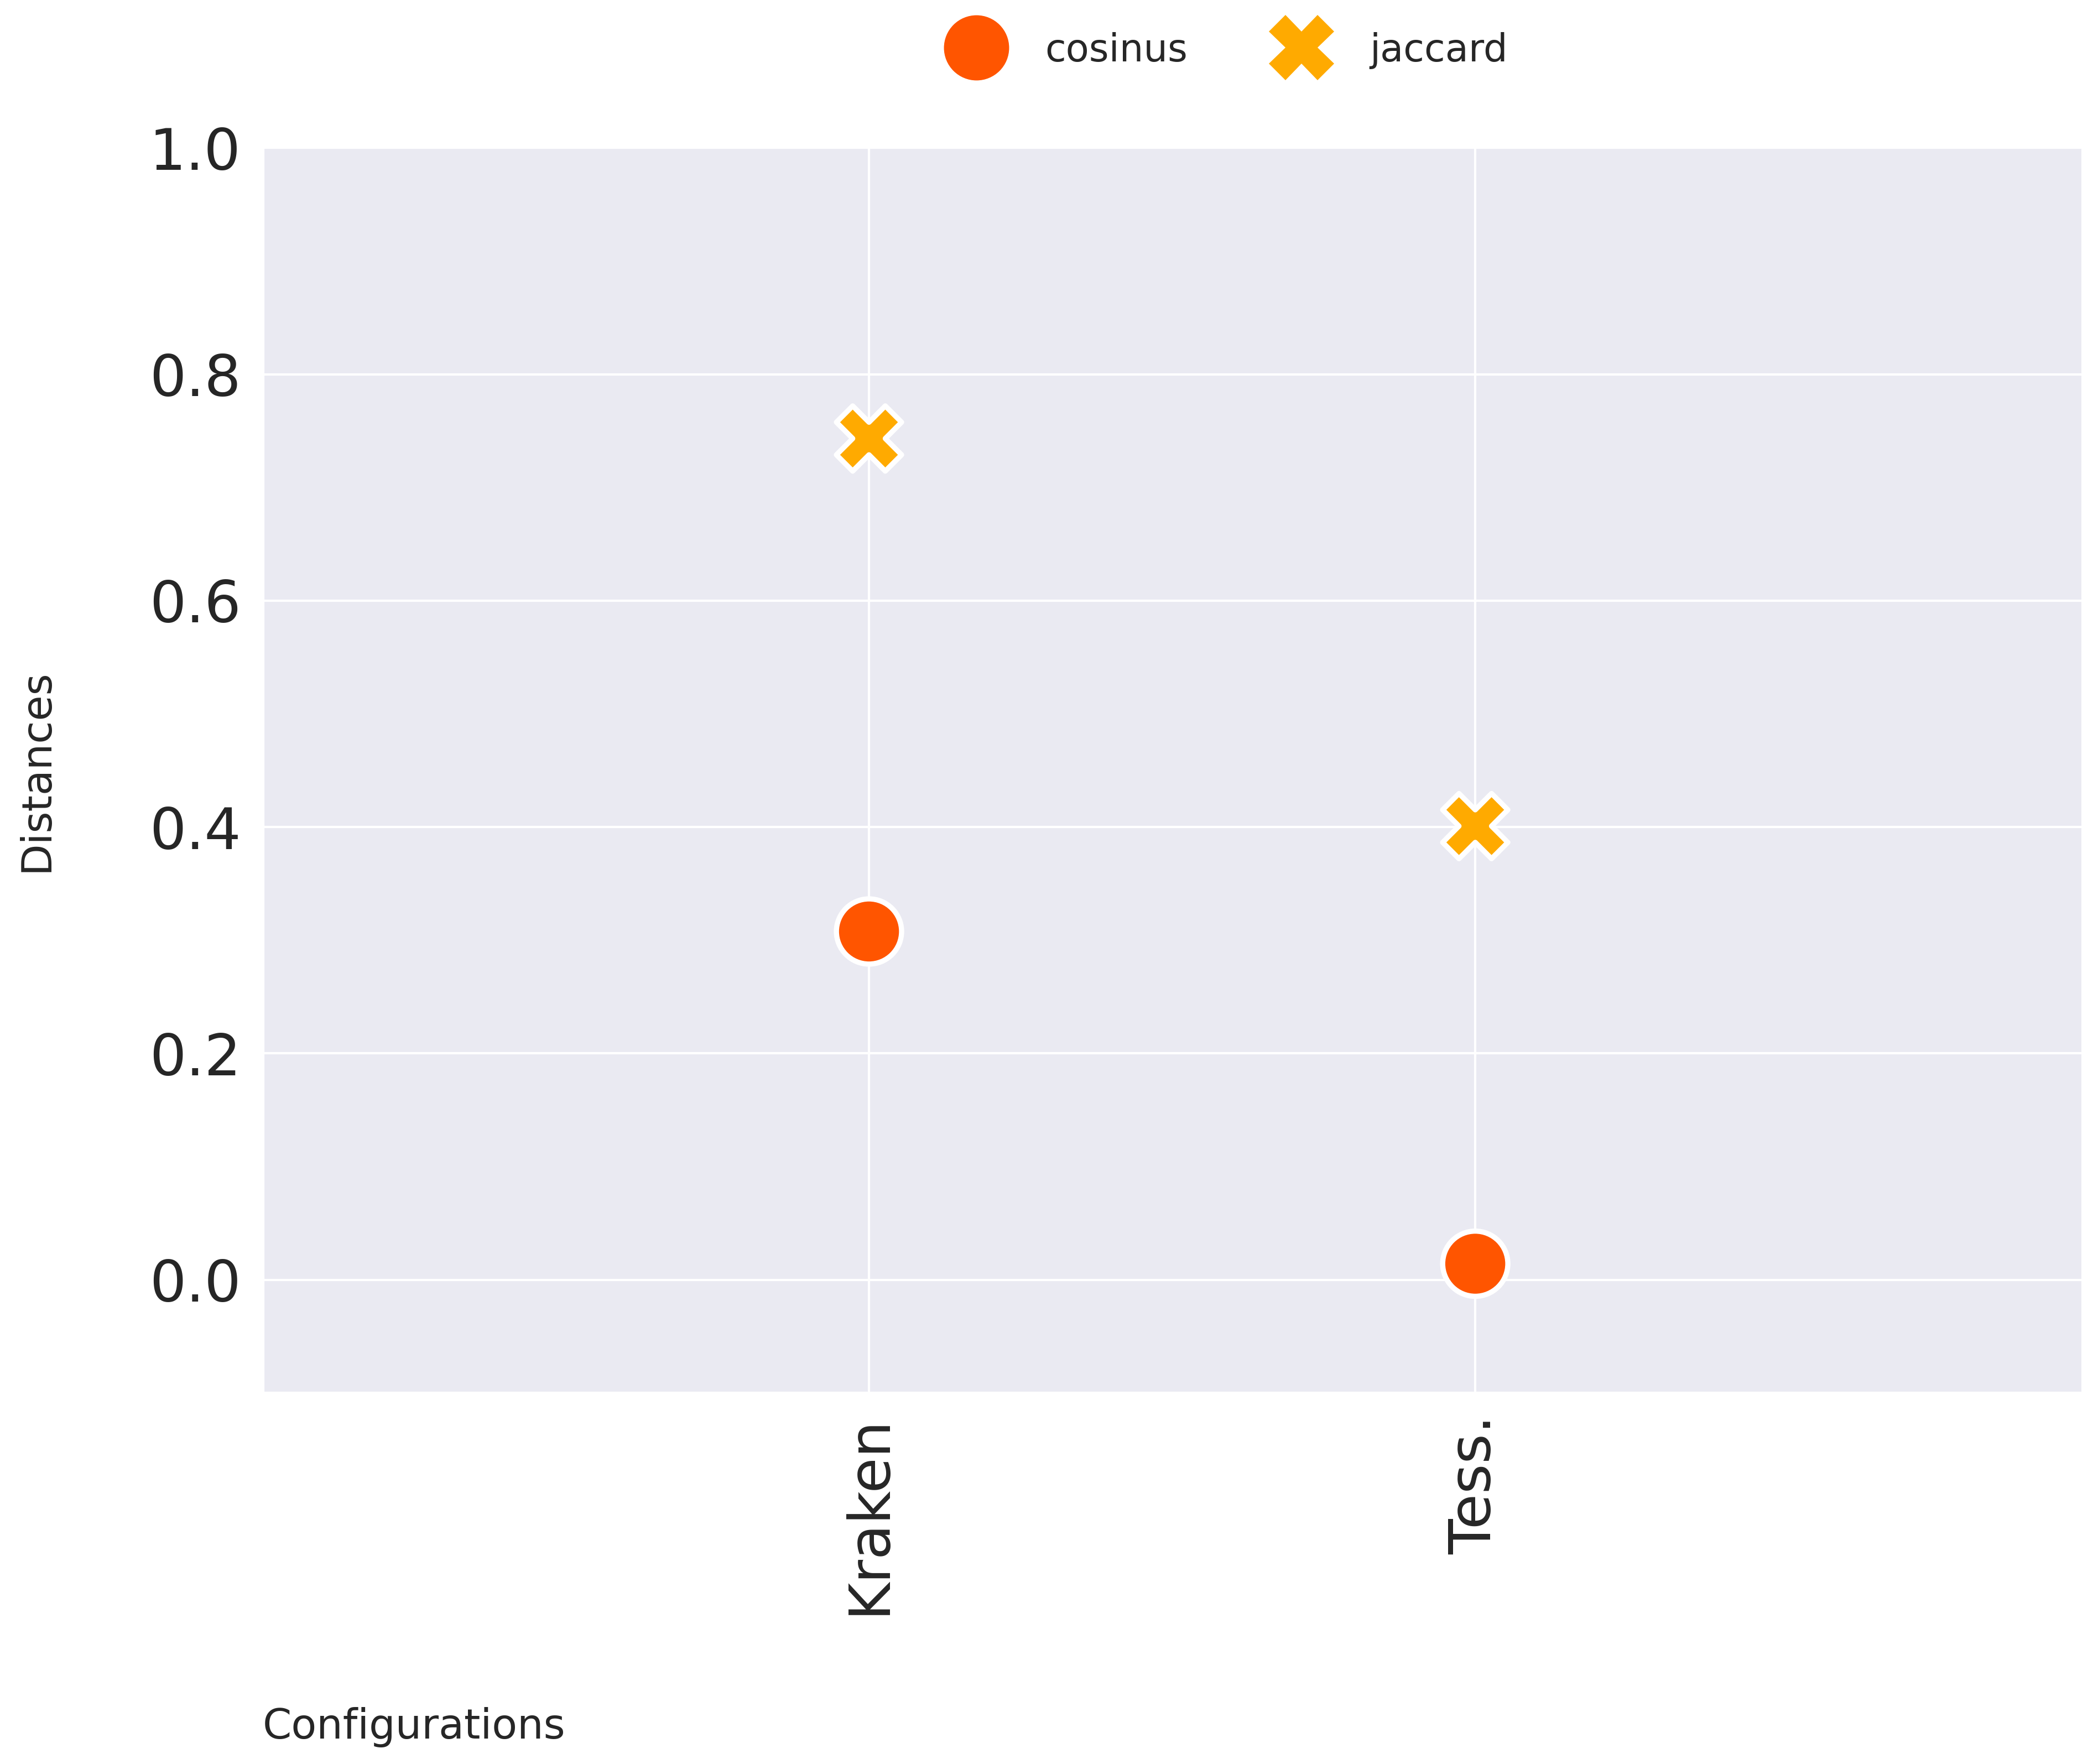 cosinus jaccard
1.0
0.8
0.6
0.4
0.2
0.0
Distances
Kraken
Tess.
Configurations